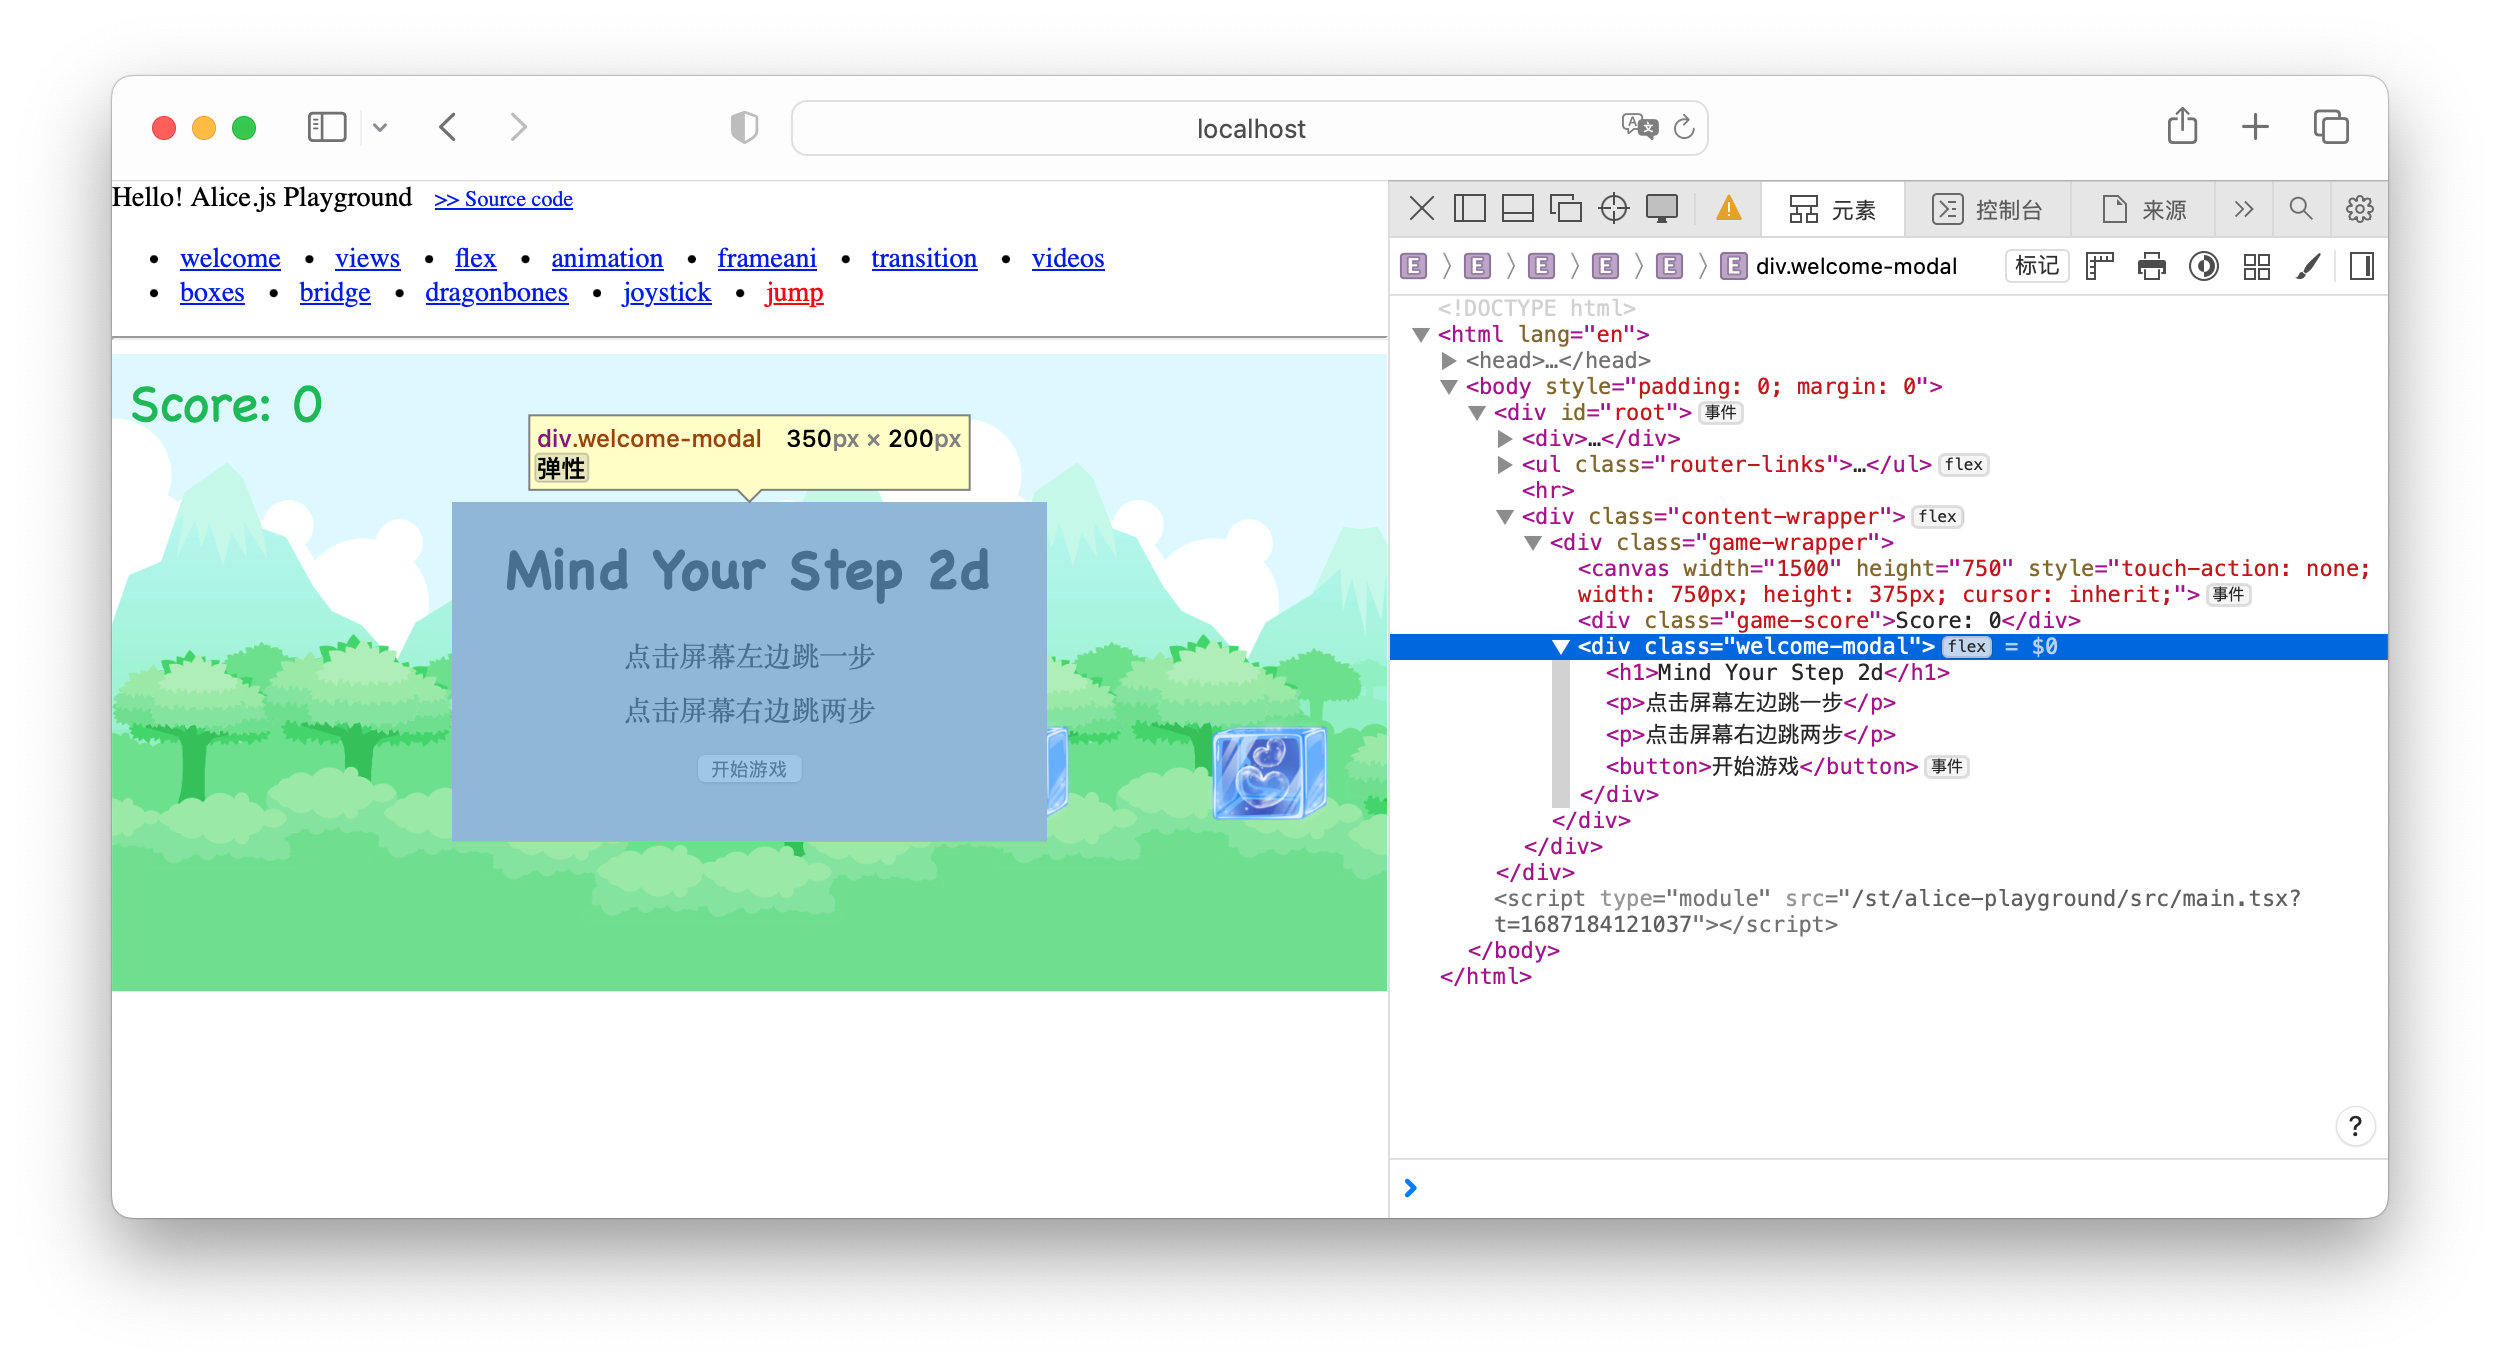 localhost
Hello! Alice.js Playground >> Source code
• welcome • views • flex • animation • frameani • transition • videos
• boxes • bridge • dragonbones • joystick • jump
Score: 0
div.welcome-modal 350px × 200px
弹性
Mind Your Step 2d
点击屏幕左边跳一步
点击屏幕右边跳两步
开始游戏
元素 控制台 来源
E E E E E E div.welcome-modal 标记
<!DOCTYPE html>
<html lang="en">
<head>…</head>
<body style="padding: 0; margin: 0">
<div id="root"> 事件
<div>…</div>
<ul class="router-links">…</ul> flex
<hr>
<div class="content-wrapper"> flex
<div class="game-wrapper">
<canvas width="1500" height="750" style="touch-action: none;
width: 750px; height: 375px; cursor: inherit;"> 事件
<div class="game-score">Score: 0</div>
<div class="welcome-modal"> flex = $0
<h1>Mind Your Step 2d</h1>
<p>点击屏幕左边跳一步</p>
<p>点击屏幕右边跳两步</p>
<button>开始游戏</button> 事件
</div>
</div>
</div>
</div>
<script type="module" src="/st/alice-playground/src/main.tsx?
t=1687184121037"></script>
</body>
</html>
?